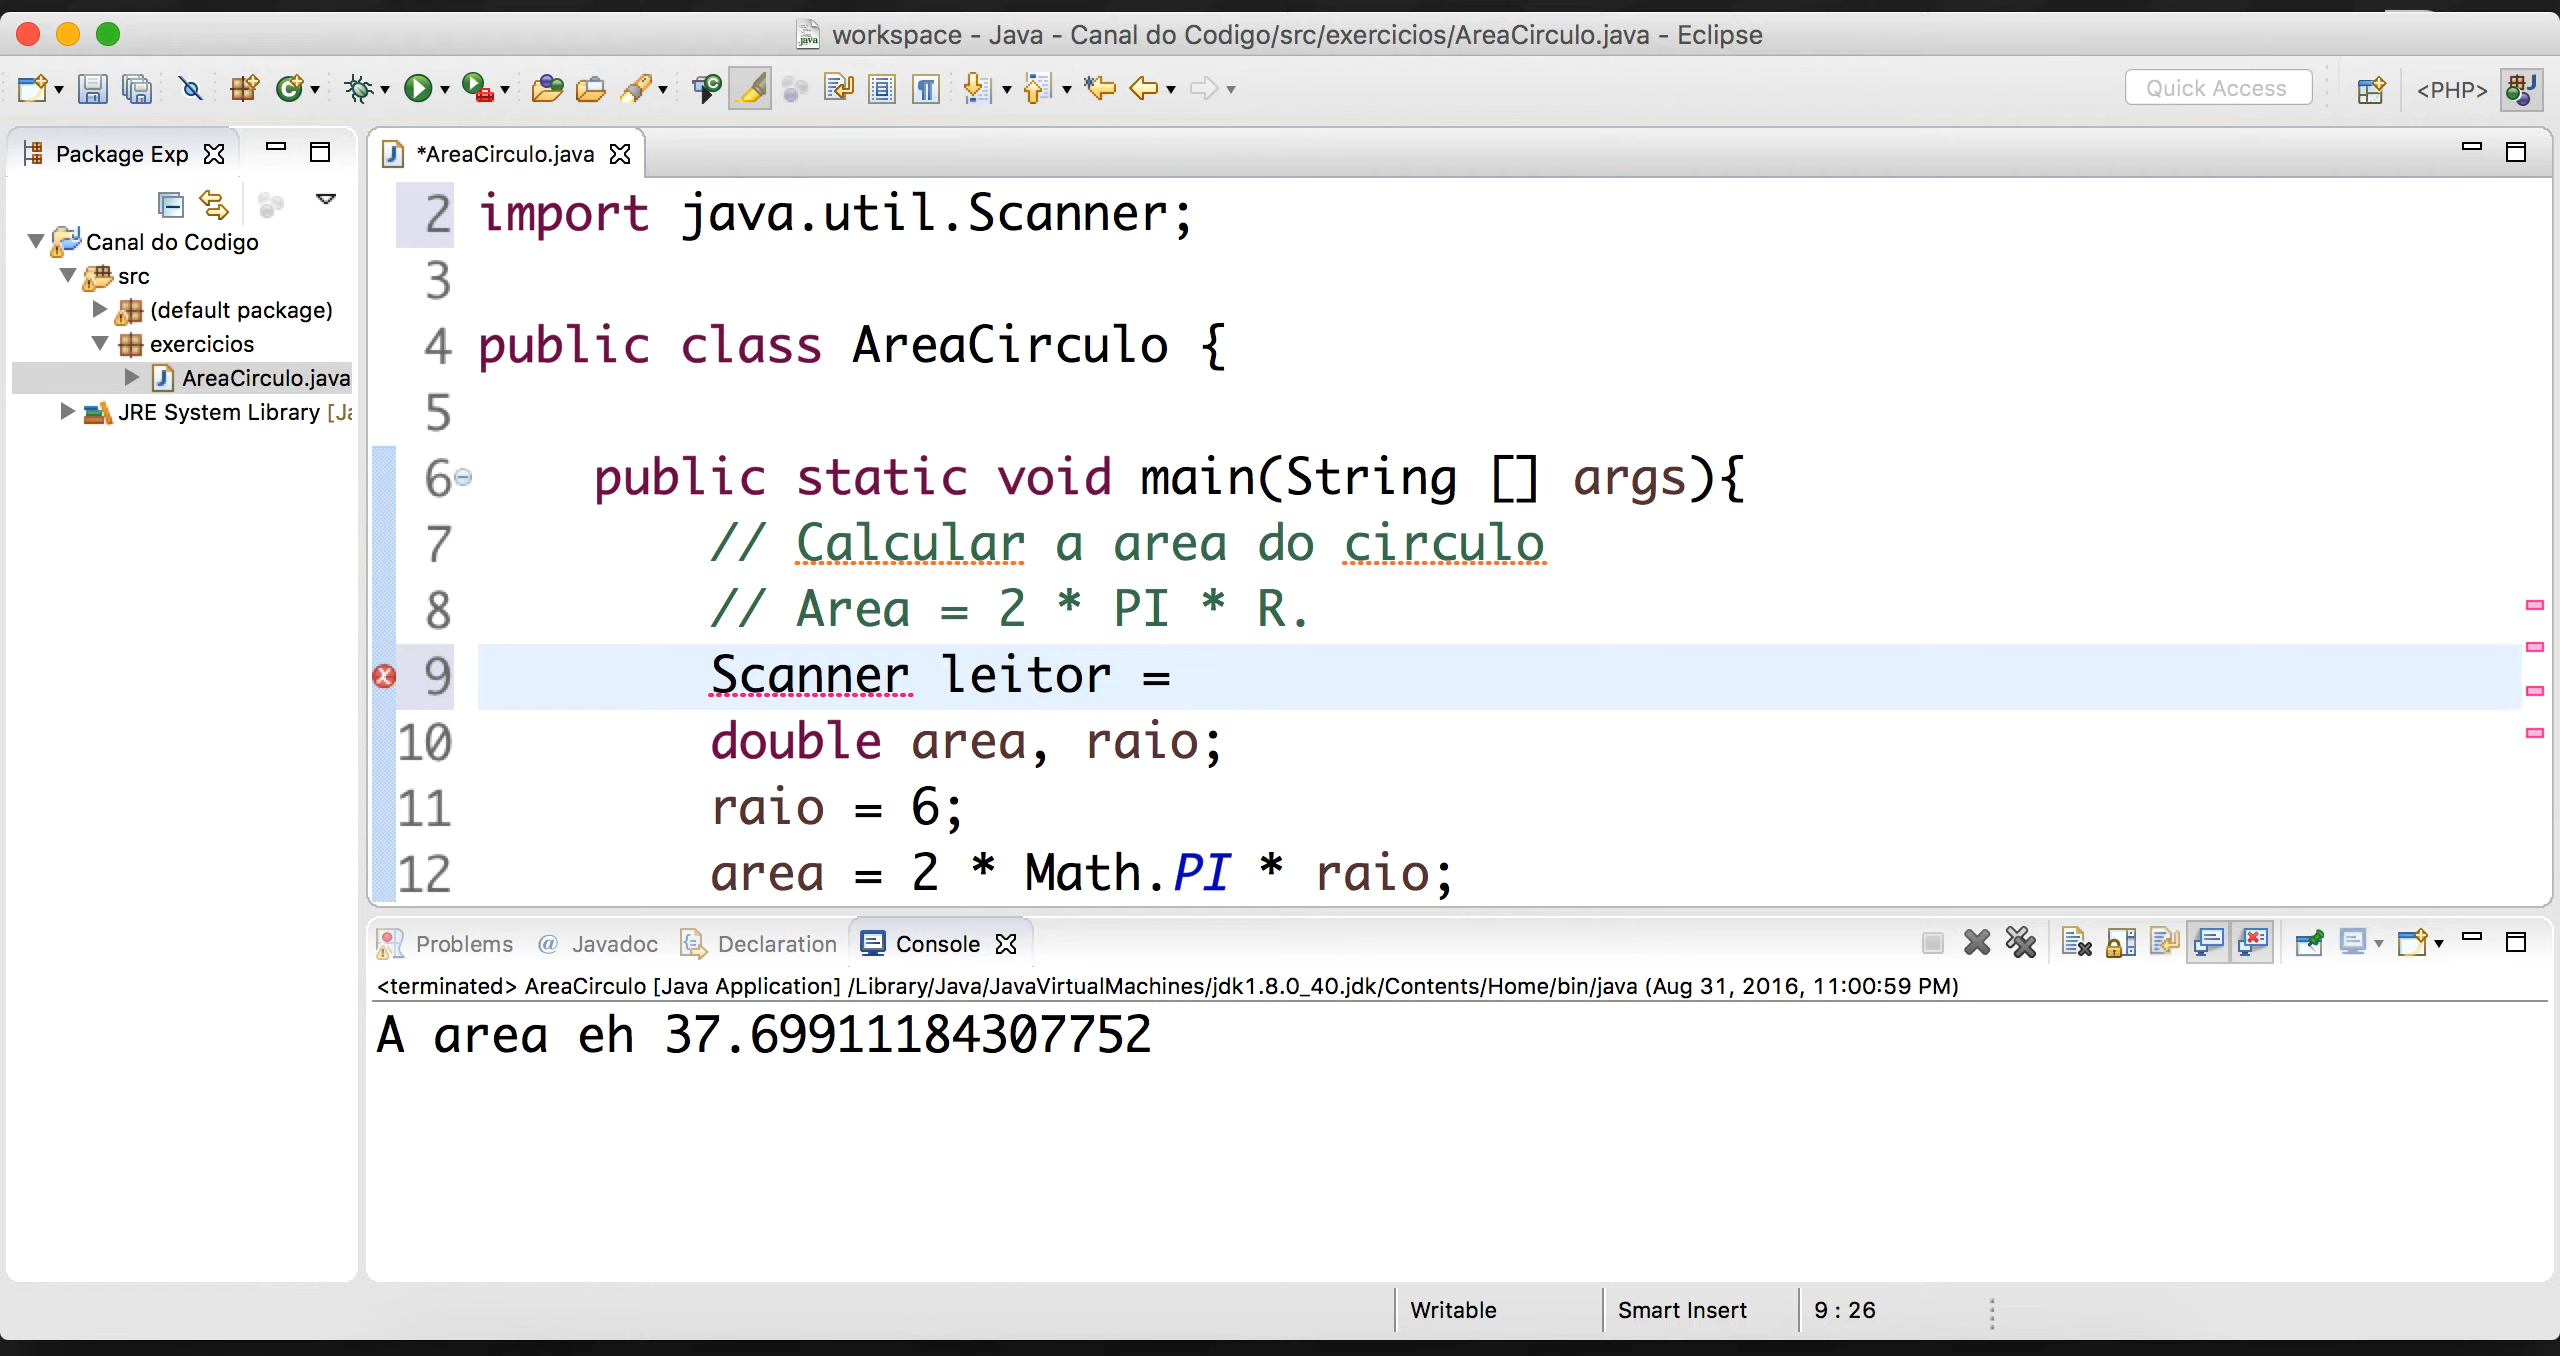 workspace - Java - Canal do Codigo/src/exercicios/AreaCirculo.java - Eclipse
Quick Access
<PHP>
Package Exp
Canal do Codigo
src
(default package)
exercicios
AreaCirculo.java
JRE System Library [Ja
*AreaCirculo.java
2 import java.util.Scanner;
3
4 public class AreaCirculo {
5
6 public static void main(String [] args){
7 // Calcular a area do circulo
8 // Area = 2 * PI * R.
9 Scanner leitor =
10 double area, raio;
11 raio = 6;
12 area = 2 * Math.PI * raio;
Problems @ Javadoc Declaration Console
<terminated> AreaCirculo [Java Application] /Library/Java/JavaVirtualMachines/jdk1.8.0_40.jdk/Contents/Home/bin/java (Aug 31, 2016, 11:00:59 PM)
A area eh 37.69911184307752
Writable Smart Insert 9 : 26